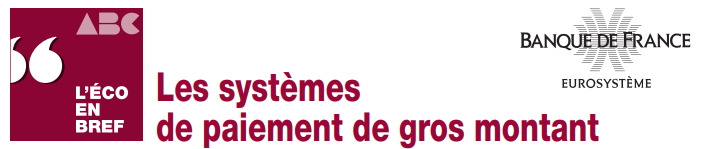 ABC
L'ÉCO
EN
BREF
Les systèmes
de paiement de gros montant
BANQUE DE FRANCE
EUROSYSTÈME